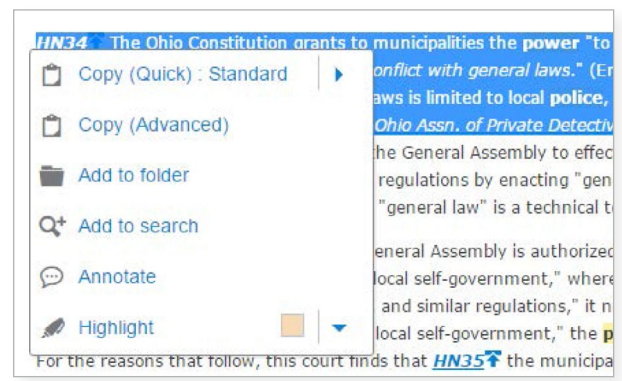 HN34 The Ohio Constitution grants to municipalities the power "to
Copy (Quick) : Standard
onflict with general laws." (Er
aws is limited to local police,
Copy (Advanced)
Ohio Assn. of Private Detectiv
he General Assembly to effec
Add to folder
regulations by enacting "gen
"general law" is a technical t
Add to search
eneral Assembly is authorized
Annotate
local self-government," where
and similar regulations," it n
Highlight
local self-government," the p
For the reasons that follow, this court finds that HN35 the municipa